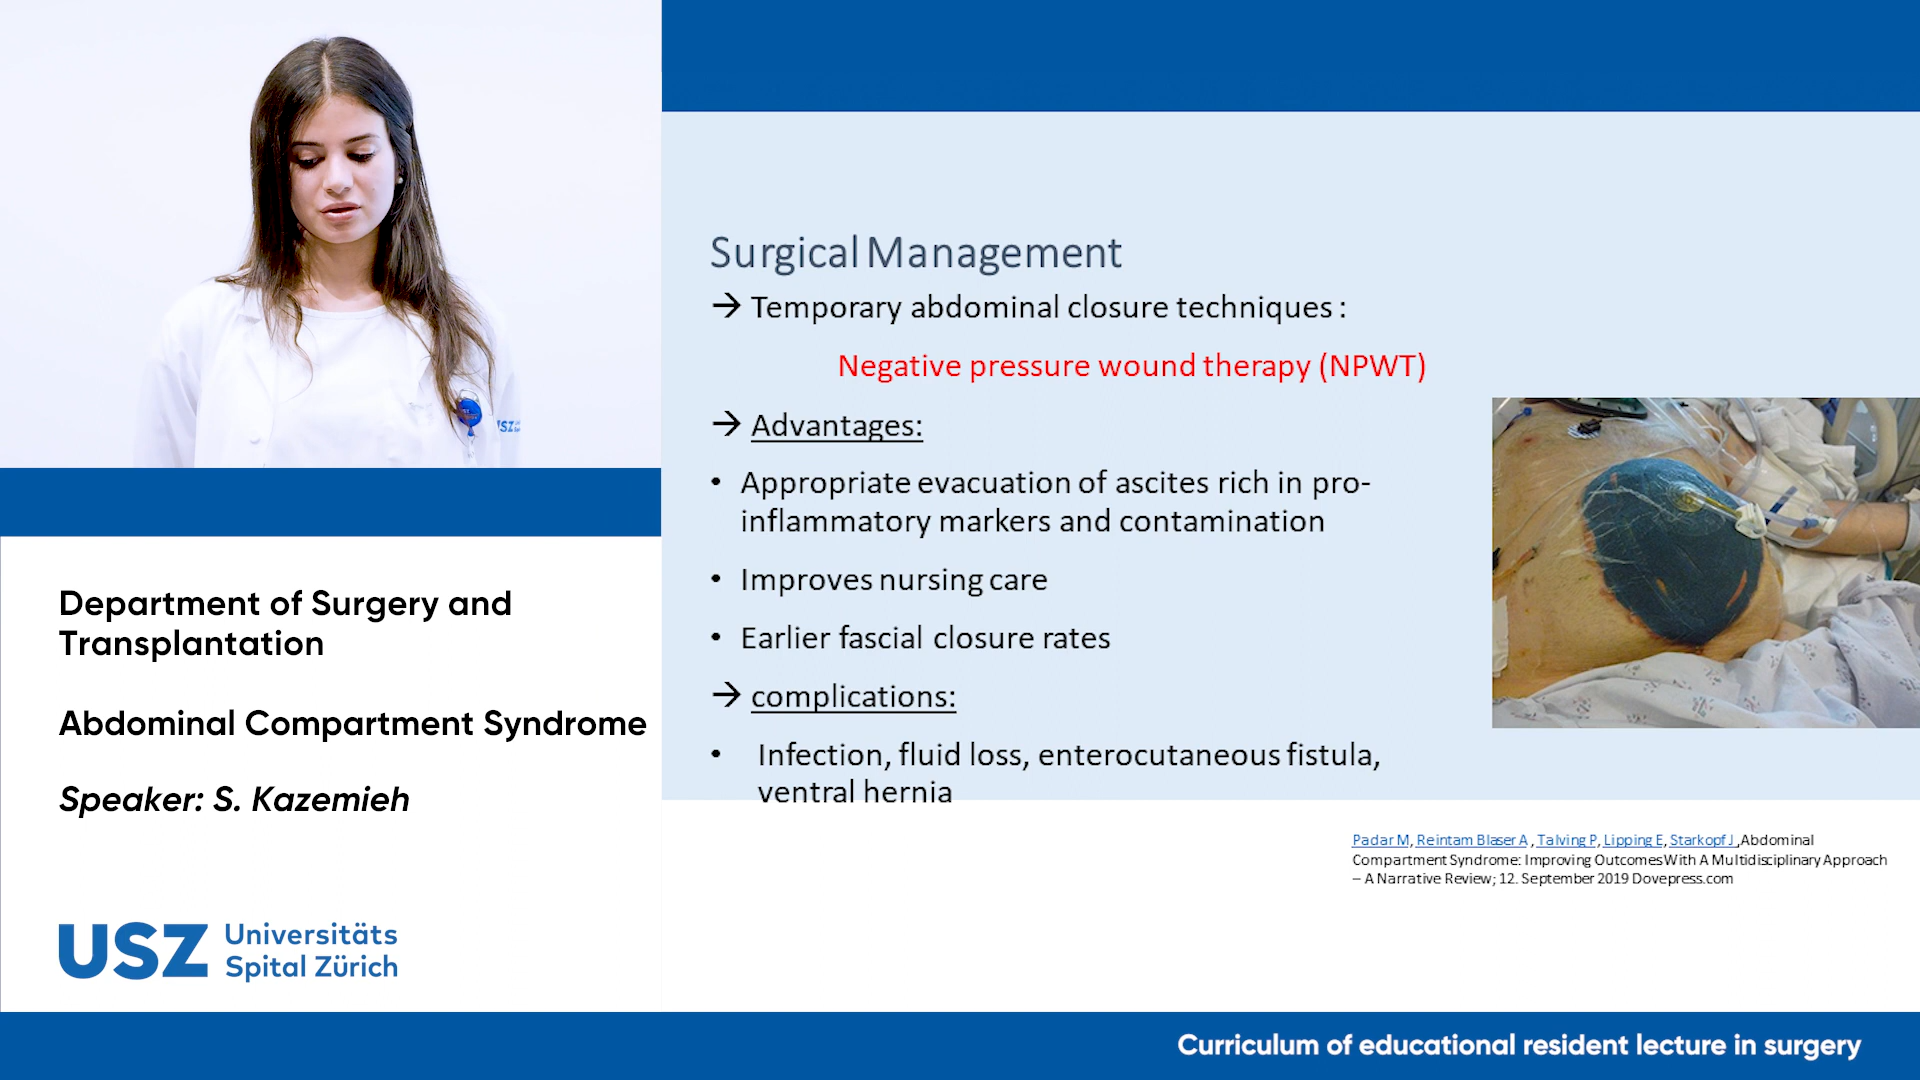 USZ
Department of Surgery and
Transplantation
Abdominal Compartment Syndrome
Speaker: S. Kazemieh
USZ Universitäts
Spital Zürich
Surgical Management
→ Temporary abdominal closure techniques :
Negative pressure wound therapy (NPWT)
→ Advantages:
• Appropriate evacuation of ascites rich in pro-
inflammatory markers and contamination
• Improves nursing care
• Earlier fascial closure rates
→ complications:
• Infection, fluid loss, enterocutaneous fistula,
ventral hernia
Padar M, Reintam Blaser A , Talving P, Lipping E, Starkopf J ,Abdominal
Compartment Syndrome: Improving Outcomes With A Multidisciplinary Approach
– A Narrative Review; 12. September 2019 Dovepress.com
Curriculum of educational resident lecture in surgery